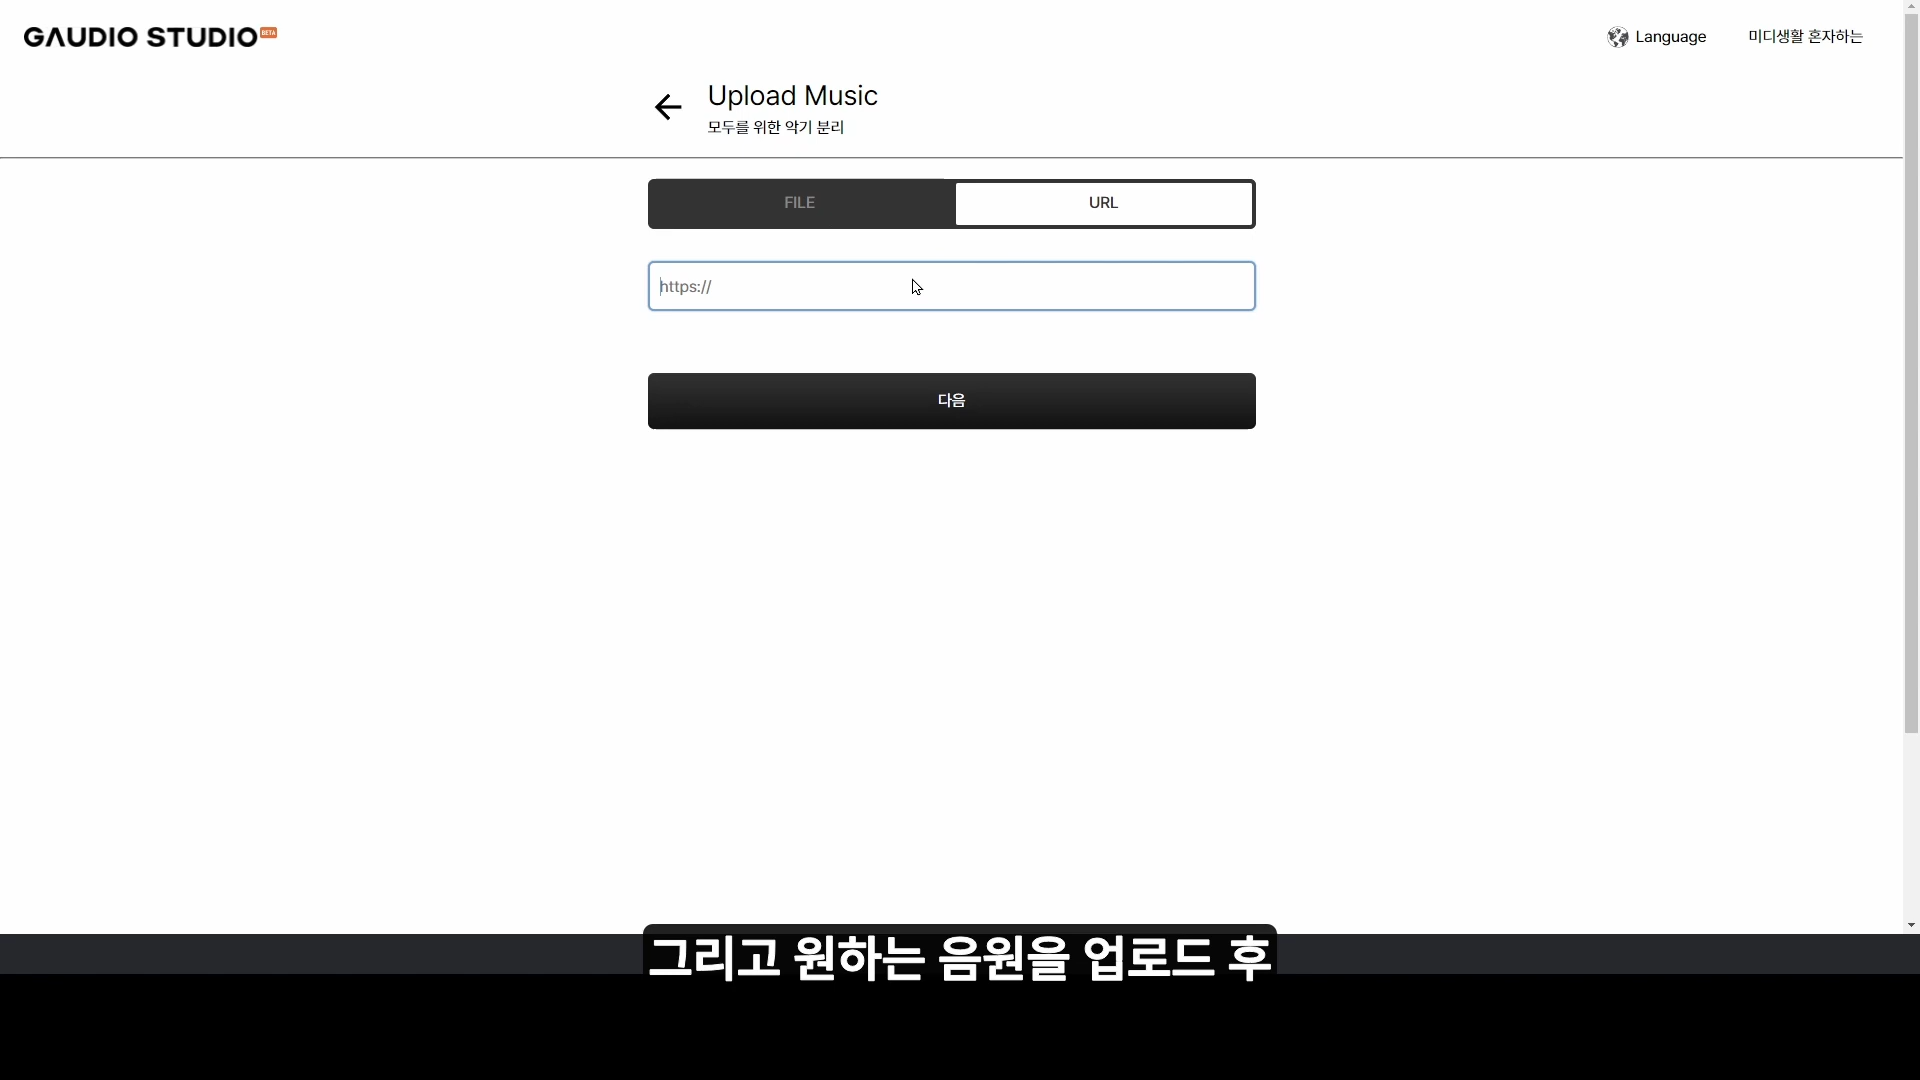 GAUDIO STUDIO BETA
Language
미디생활 혼자하는
Upload Music
모두를 위한 악기 분리
FILE
URL
https://
다음
그리고 원하는 음원을 업로드 후